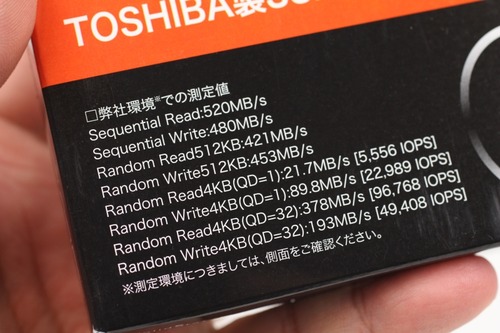 TOSHIBA製
□弊社環境※での測定値
Sequential Read:520MB/s
Sequential Write:480MB/s
Random Read512KB:421MB/s
Random Write512KB:453MB/s
Random Read4KB(QD=1):21.7MB/s [5,556 IOPS]
Random Write4KB(QD=1):89.8MB/s [22,989 IOPS]
Random Read4KB(QD=32):378MB/s [96,768 IOPS]
Random Write4KB(QD=32):193MB/s [49,408 IOPS]
※測定環境につきましては、側面をご確認ください。